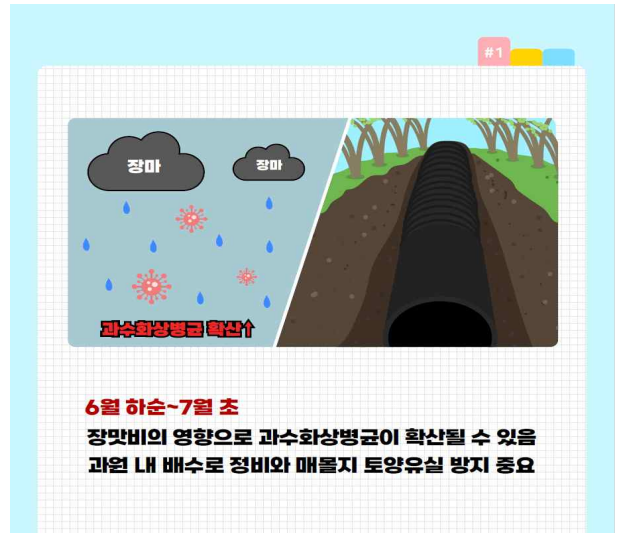 #1
장마
장마
과수화상병균 확산↑
6월 하순~7월 초
장맛비의 영향으로 과수화상병균이 확산될 수 있음
과원 내 배수로 정비와 매몰지 토양유실 방지 중요